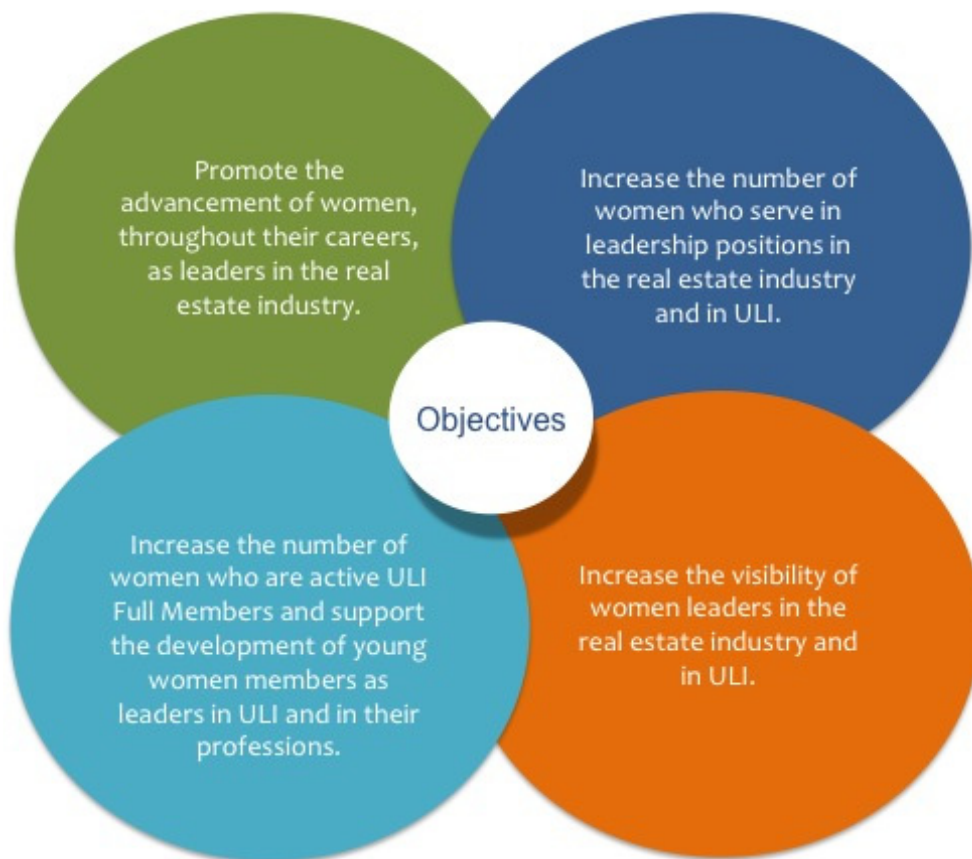 Promote the
advancement of women,
throughout their careers,
as leaders in the real
estate industry.
Increase the number of
women who serve in
leadership positions in
the real estate industry
and in ULI.
Objectives
Increase the number of
women who are active ULI
Full Members and support
the development of young
women members as
leaders in ULI and in their
professions.
Increase the visibility of
women leaders in the
real estate industry and
in ULI.